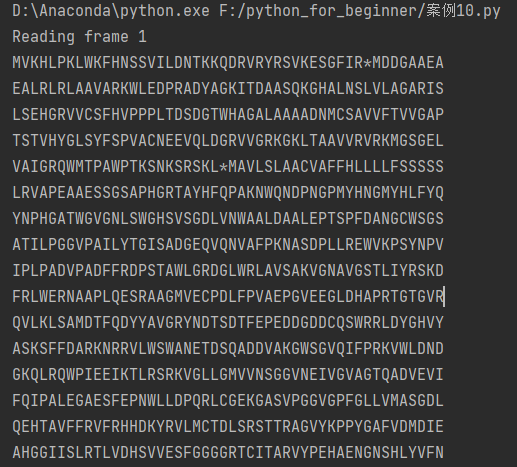 D:\Anaconda\python.exe F:/python_for_beginner/案例10.py
Reading frame 1
MVKHLPKLWKFHNSSVILDNTKKQDRVRYRSVKESGFIR*MDDGAAEA
EALRLRLAAVARKWLEDPRADYAGKITDAASQKGHALNSLVLAGARIS
LSEHGRVVCSFHVPPPLTDSDGTWHAGALAAAADNMCSAVVFTVVGAP
TSTVHYGLSYFSPVACNEEVQLDGRVVGRKGKLTAAVVRVRKMGSGEL
VAIGRQWMTPAWPTKSNKSRSKL*MAVLSLAACVAFFHLLLLFSSSSS
LRVAPEAAESSGSAPHGRTAYHFQPAKNWQNDPNGPMYHNGMYHLFYQ
YNPHGATWGVGNLSWGHSVSGDLVNWAALDAALEPTSPFDANGCWSGS
ATILPGGVPAILYTGISADGEQVQNVAFPKNASDPLLREWVKPSYNPV
IPLPADVPADFFRDPSTAWLGRDGLWRLAVSAKVGNAVGSTLIYRSKD
FRLWERNAAPLQESRAAGMVECPDLFPVAEPGVEEGLDHAPRTGTGVR
QVLKLSAMDTFQDYYAVGRYNDTSDTFEPEDDGDDCQSWRRLDYGHVY
ASKSFFDARKNRRVLWSWANETDSQADDVAKGWSGVQIFPRKVWLDND
GKQLRQWPIEEIKTLRSRKVGLLGMVVNSGGVNEIVGVAGTQADVEVI
FQIPALEGAESFEPNWLLDPQRLCGEKGASVPGGVGPFGLLVMASGDL
QEHTAVFFRVFRHHDKYRVLMCTDLSRSTTRAGVYKPPYGAFVDMDIE
AHGGIISLRTLVDHSVVESFGGGGRTCITARVYPEHAENGNSHLYVFN